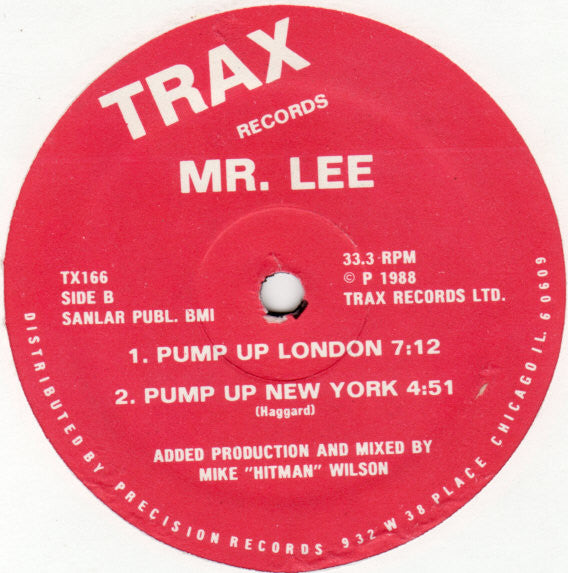 TRAX
RECORDS
MR. LEE
TX166
SIDE B
SANLAR PUBL. BMI
33.3 RPM
© P 1988
TRAX RECORDS LTD.
1. PUMP UP LONDON 7:12
2. PUMP UP NEW YORK 4:51
(Haggard)
ADDED PRODUCTION AND MIXED BY
MIKE "HITMAN" WILSON
DISTRIBUTED BY PRECISION RECORDS 932 W 38 PLACE CHICAGO IL. 60609